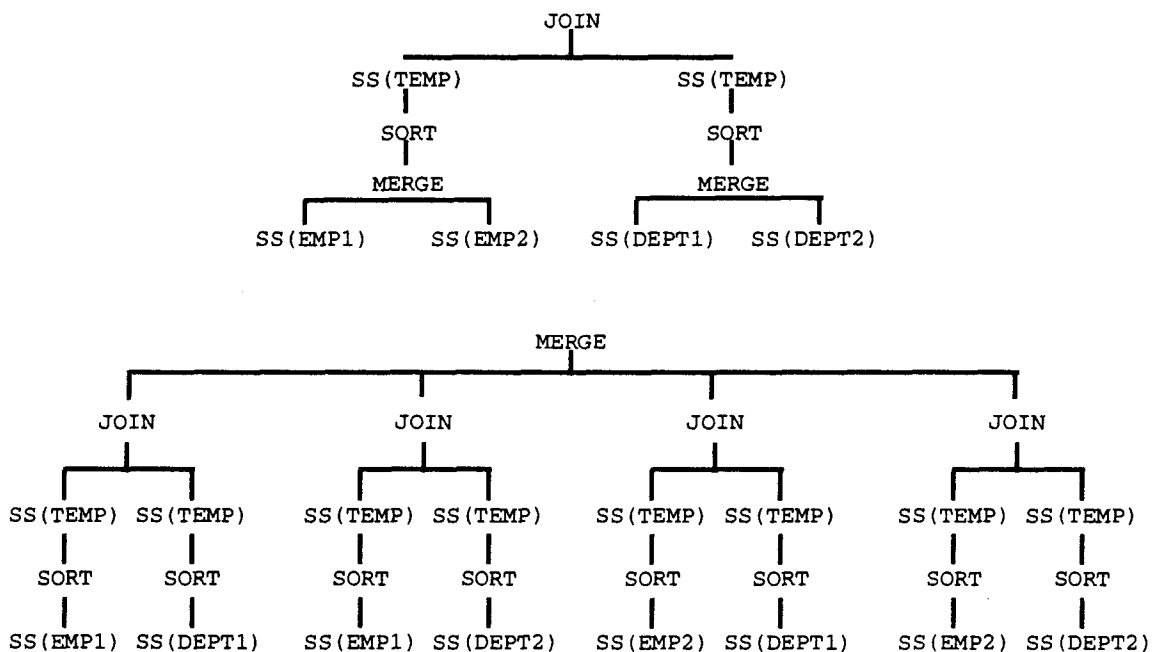 JOIN
SS(TEMP) SS(TEMP)
SORT SORT
MERGE MERGE
SS(EMP1) SS(EMP2) SS(DEPT1) SS(DEPT2)
MERGE
JOIN JOIN JOIN JOIN
SS(TEMP) SS(TEMP) SS(TEMP) SS(TEMP) SS(TEMP) SS(TEMP) SS(TEMP) SS(TEMP)
SORT SORT SORT SORT SORT SORT SORT SORT
SS(EMP1) SS(DEPT1) SS(EMP1) SS(DEPT2) SS(EMP2) SS(DEPT1) SS(EMP2) SS(DEPT2)